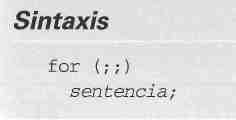 Sintaxis
for (;;)
sentencia;